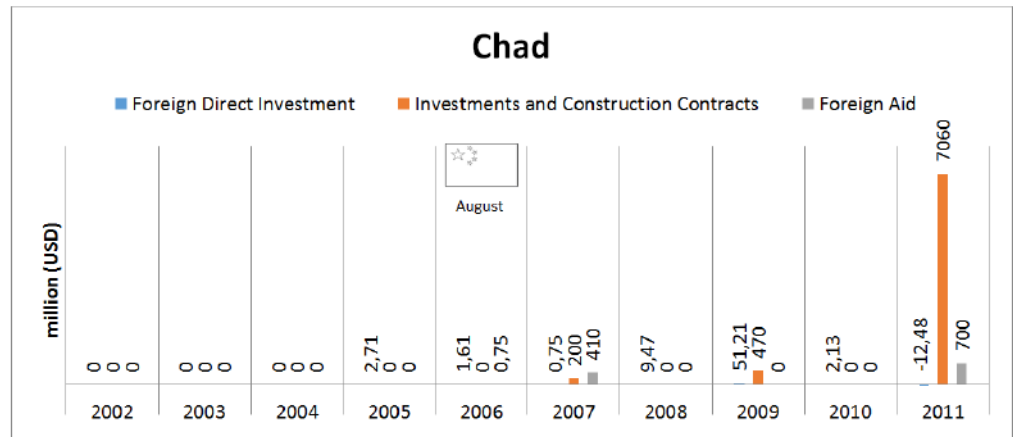 Chad
Foreign Direct Investment Investments and Construction Contracts Foreign Aid
million (USD)
August
0 0 0
0 0 0
0 0 0
2,71 0 0
1,61 0 0,75
0,75 200 410
9,47 0 0
51,21 470 0
2,13 0 0
-12,48 7060 700
2002 2003 2004 2005 2006 2007 2008 2009 2010 2011